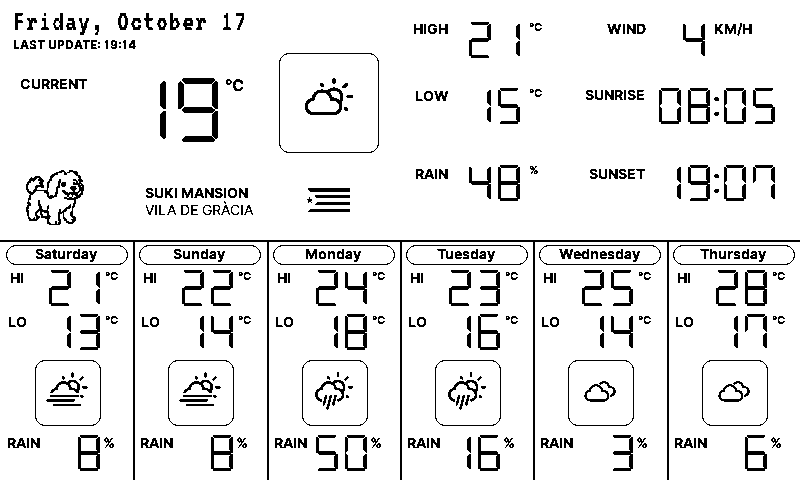 Friday, October 17
LAST UPDATE: 19:14
CURRENT 19 °C
HIGH 21 °C
WIND 4 KM/H
LOW 15 °C
SUNRISE 08:05
RAIN 48 %
SUNSET 19:07
SUKI MANSION
VILA DE GRÀCIA
Saturday
HI 21 °C
LO 13 °C
RAIN 8 %
Sunday
HI 22 °C
LO 14 °C
RAIN 8 %
Monday
HI 24 °C
LO 18 °C
RAIN 50 %
Tuesday
HI 23 °C
LO 16 °C
RAIN 16 %
Wednesday
HI 25 °C
LO 14 °C
RAIN 3 %
Thursday
HI 28 °C
LO 17 °C
RAIN 6 %